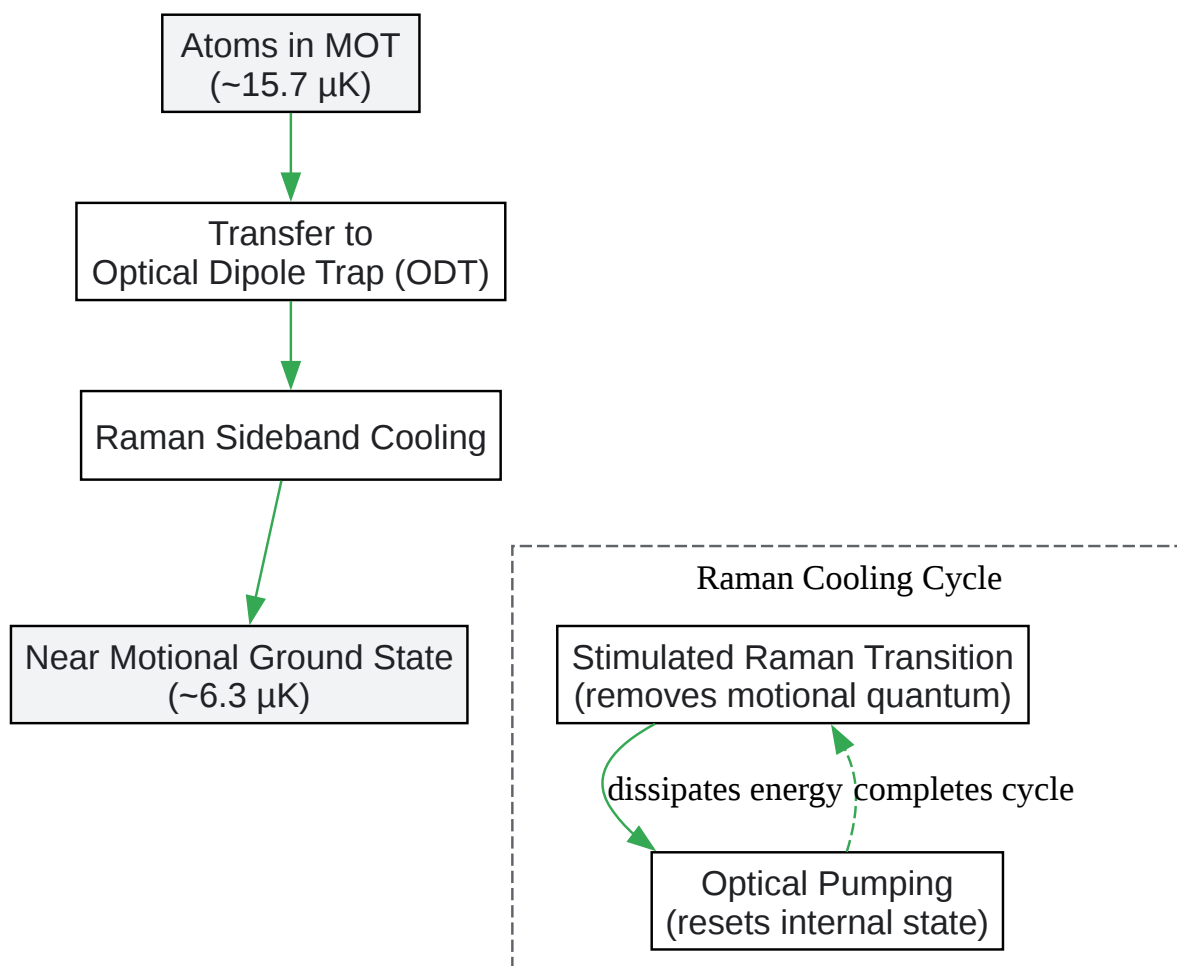 Atoms in MOT
(~15.7 µK)
Transfer to
Optical Dipole Trap (ODT)
Raman Sideband Cooling
Near Motional Ground State
(~6.3 µK)
Raman Cooling Cycle
Stimulated Raman Transition
(removes motional quantum)
dissipates energy
completes cycle
Optical Pumping
(resets internal state)